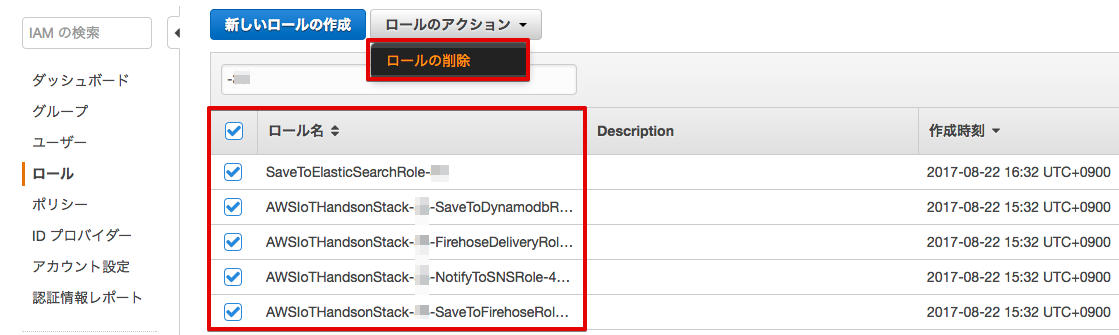 IAM の検索
新しいロールの作成 ロールのアクション
ロールの削除
-
ダッシュボード
グループ
ユーザー
ロール
ポリシー
ID プロバイダー
アカウント設定
認証情報レポート
ロール名 Description 作成時刻
SaveToElasticSearchRole- 2017-08-22 16:32 UTC+0900
AWSIoTHandsonStack- -SaveToDynamodbR... 2017-08-22 15:32 UTC+0900
AWSIoTHandsonStack- -FirehoseDeliveryRol... 2017-08-22 15:32 UTC+0900
AWSIoTHandsonStack- -NotifyToSNSRole-4... 2017-08-22 15:32 UTC+0900
AWSIoTHandsonStack- -SaveToFirehoseRol... 2017-08-22 15:32 UTC+0900